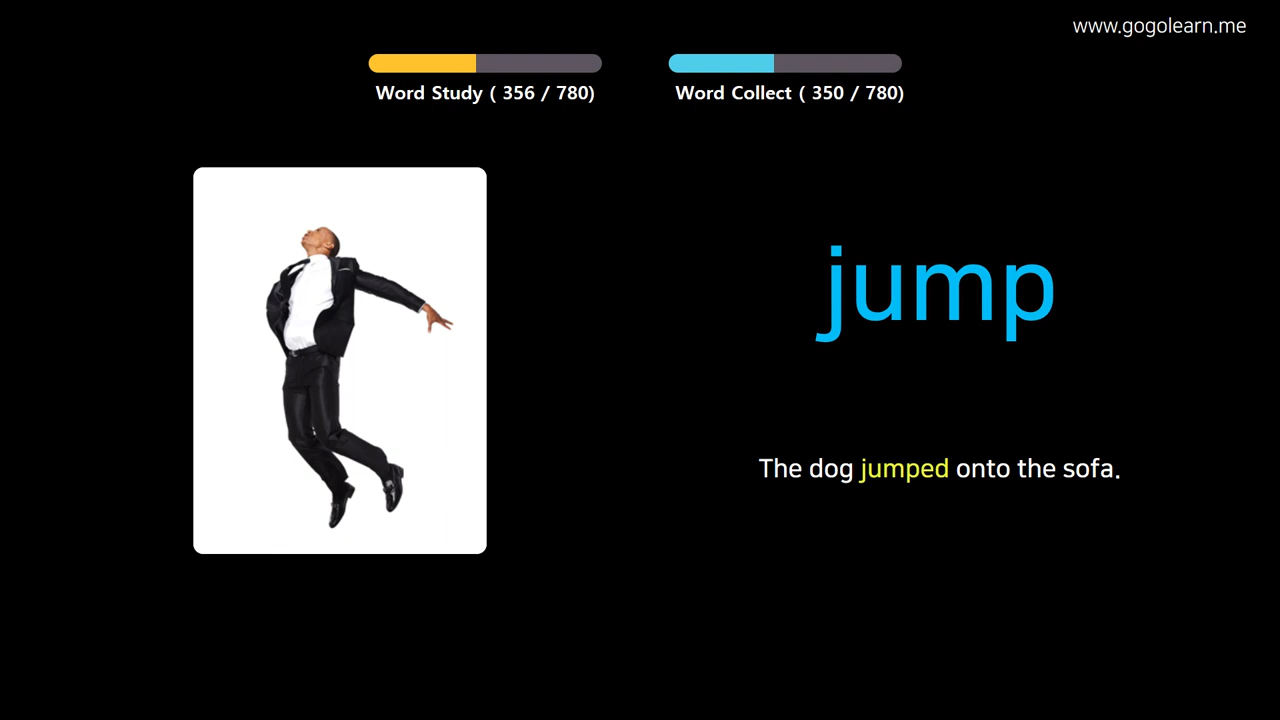 www.gogolearn.me
Word Study ( 356 / 780)
Word Collect ( 350 / 780)
jump
The dog jumped onto the sofa.